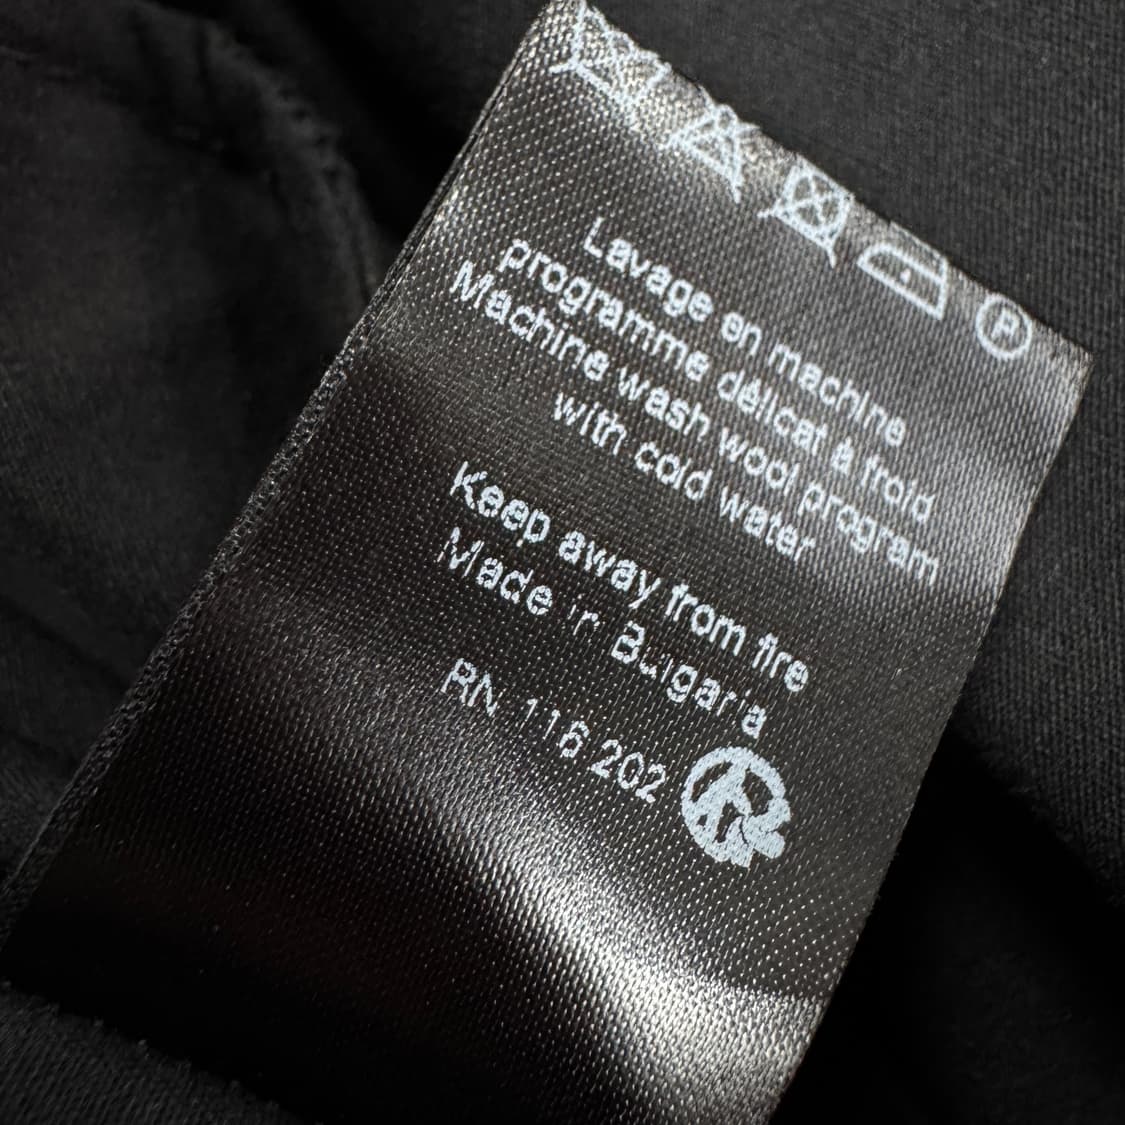 P
Lavage en machine
programme délicat à froid
Machine wash wool program
with cold water
Keep away from fire
Made in Bulgaria
RN 116 202